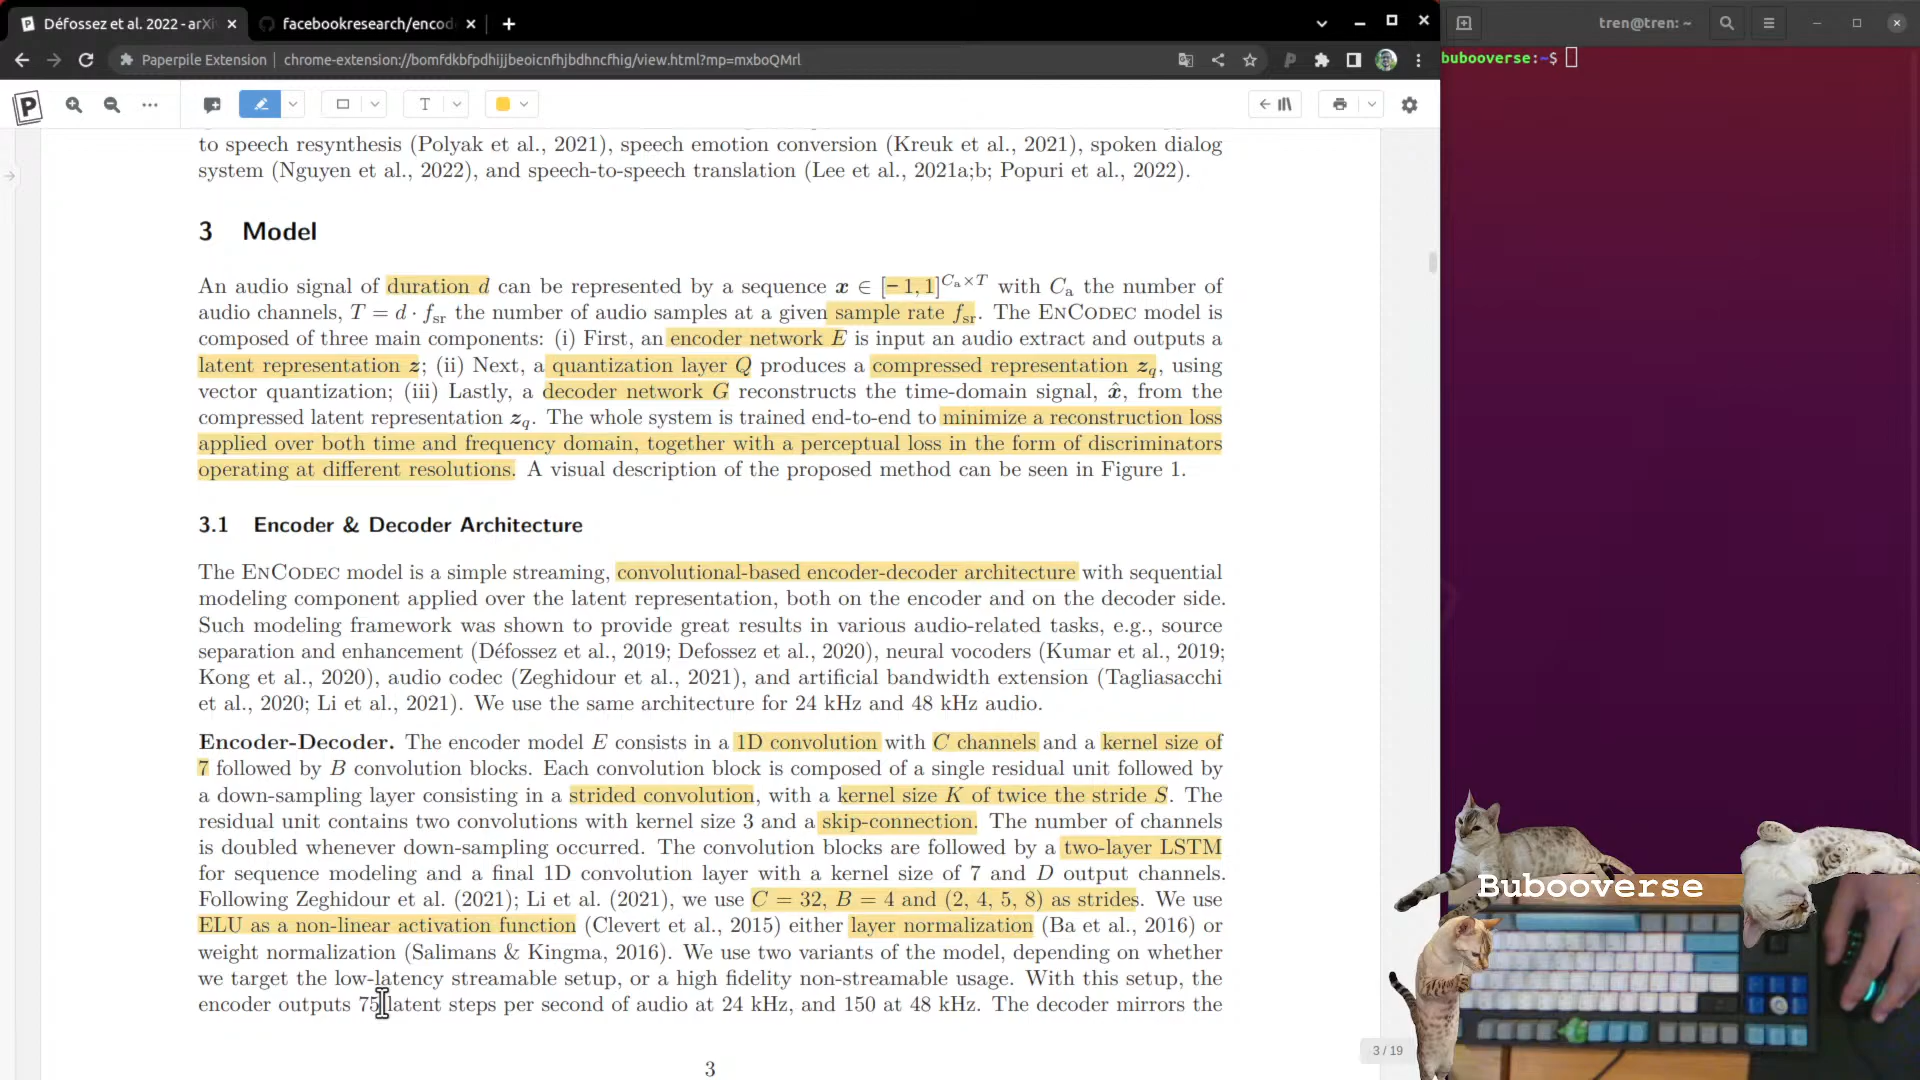 Défossez et al. 2022 - arXi
facebookresearch/encod
tren@tren: ~
Paperpile Extension | chrome-extension://bomfdkbfpdhijjbeoicnfhjbdhncfhig/view.html?mp=mxboQMrl
bubooverse:~$
P
T
to speech resynthesis (Polyak et al., 2021), speech emotion conversion (Kreuk et al., 2021), spoken dialog
system (Nguyen et al., 2022), and speech-to-speech translation (Lee et al., 2021a;b; Popuri et al., 2022).
3 Model
An audio signal of duration d can be represented by a sequence x ∈ [−1, 1]^{C_a×T} with C_a the number of
audio channels, T = d · f_sr the number of audio samples at a given sample rate f_sr. The EnCodec model is
composed of three main components: (i) First, an encoder network E is input an audio extract and outputs a
latent representation z; (ii) Next, a quantization layer Q produces a compressed representation z_q, using
vector quantization; (iii) Lastly, a decoder network G reconstructs the time-domain signal, x̂, from the
compressed latent representation z_q. The whole system is trained end-to-end to minimize a reconstruction loss
applied over both time and frequency domain, together with a perceptual loss in the form of discriminators
operating at different resolutions. A visual description of the proposed method can be seen in Figure 1.
3.1 Encoder & Decoder Architecture
The EnCodec model is a simple streaming, convolutional-based encoder-decoder architecture with sequential
modeling component applied over the latent representation, both on the encoder and on the decoder side.
Such modeling framework was shown to provide great results in various audio-related tasks, e.g., source
separation and enhancement (Défossez et al., 2019; Defossez et al., 2020), neural vocoders (Kumar et al., 2019;
Kong et al., 2020), audio codec (Zeghidour et al., 2021), and artificial bandwidth extension (Tagliasacchi
et al., 2020; Li et al., 2021). We use the same architecture for 24 kHz and 48 kHz audio.
Encoder-Decoder. The encoder model E consists in a 1D convolution with C channels and a kernel size of
7 followed by B convolution blocks. Each convolution block is composed of a single residual unit followed by
a down-sampling layer consisting in a strided convolution, with a kernel size K of twice the stride S. The
residual unit contains two convolutions with kernel size 3 and a skip-connection. The number of channels
is doubled whenever down-sampling occurred. The convolution blocks are followed by a two-layer LSTM
for sequence modeling and a final 1D convolution layer with a kernel size of 7 and D output channels.
Following Zeghidour et al. (2021); Li et al. (2021), we use C = 32, B = 4 and (2, 4, 5, 8) as strides. We use
ELU as a non-linear activation function (Clevert et al., 2015) either layer normalization (Ba et al., 2016) or
weight normalization (Salimans & Kingma, 2016). We use two variants of the model, depending on whether
we target the low-latency streamable setup, or a high fidelity non-streamable usage. With this setup, the
encoder outputs 75 latent steps per second of audio at 24 kHz, and 150 at 48 kHz. The decoder mirrors the
3
3 / 19
Bubooverse